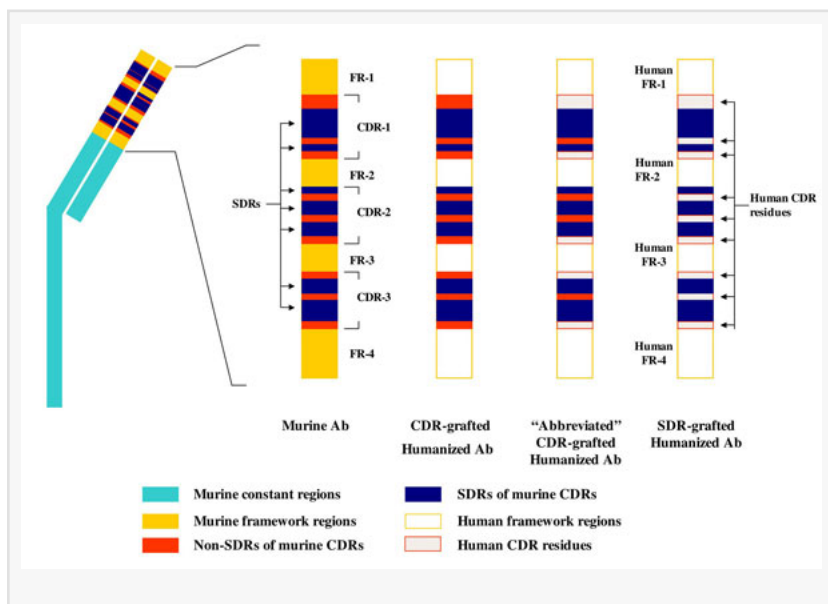 FR-1
CDR-1
FR-2
SDRs
CDR-2
FR-3
CDR-3
FR-4
Human
FR-1
Human
FR-2
Human CDR
residues
Human
FR-3
Human
FR-4
Murine Ab
CDR-grafted
Humanized Ab
“Abbreviated”
CDR-grafted
Humanized Ab
SDR-grafted
Humanized Ab
Murine constant regions
Murine framework regions
Non-SDRs of murine CDRs
SDRs of murine CDRs
Human framework regions
Human CDR residues